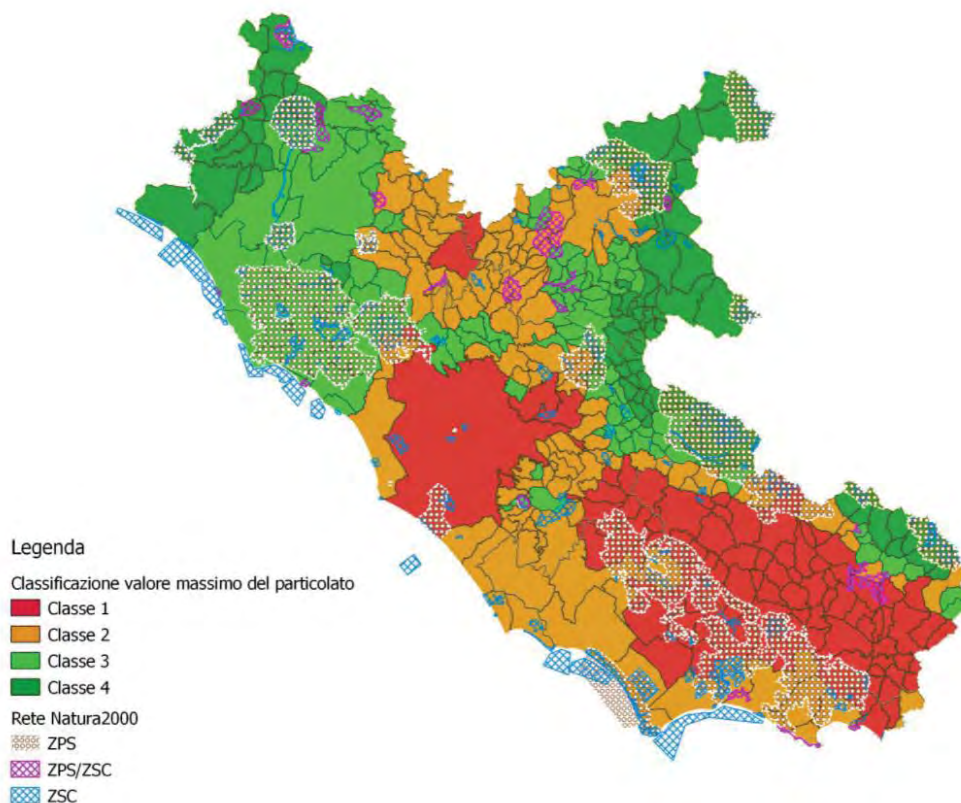 Legenda
Classificazione valore massimo del particolato
Classe 1
Classe 2
Classe 3
Classe 4
Rete Natura2000
ZPS
ZPS/ZSC
ZSC